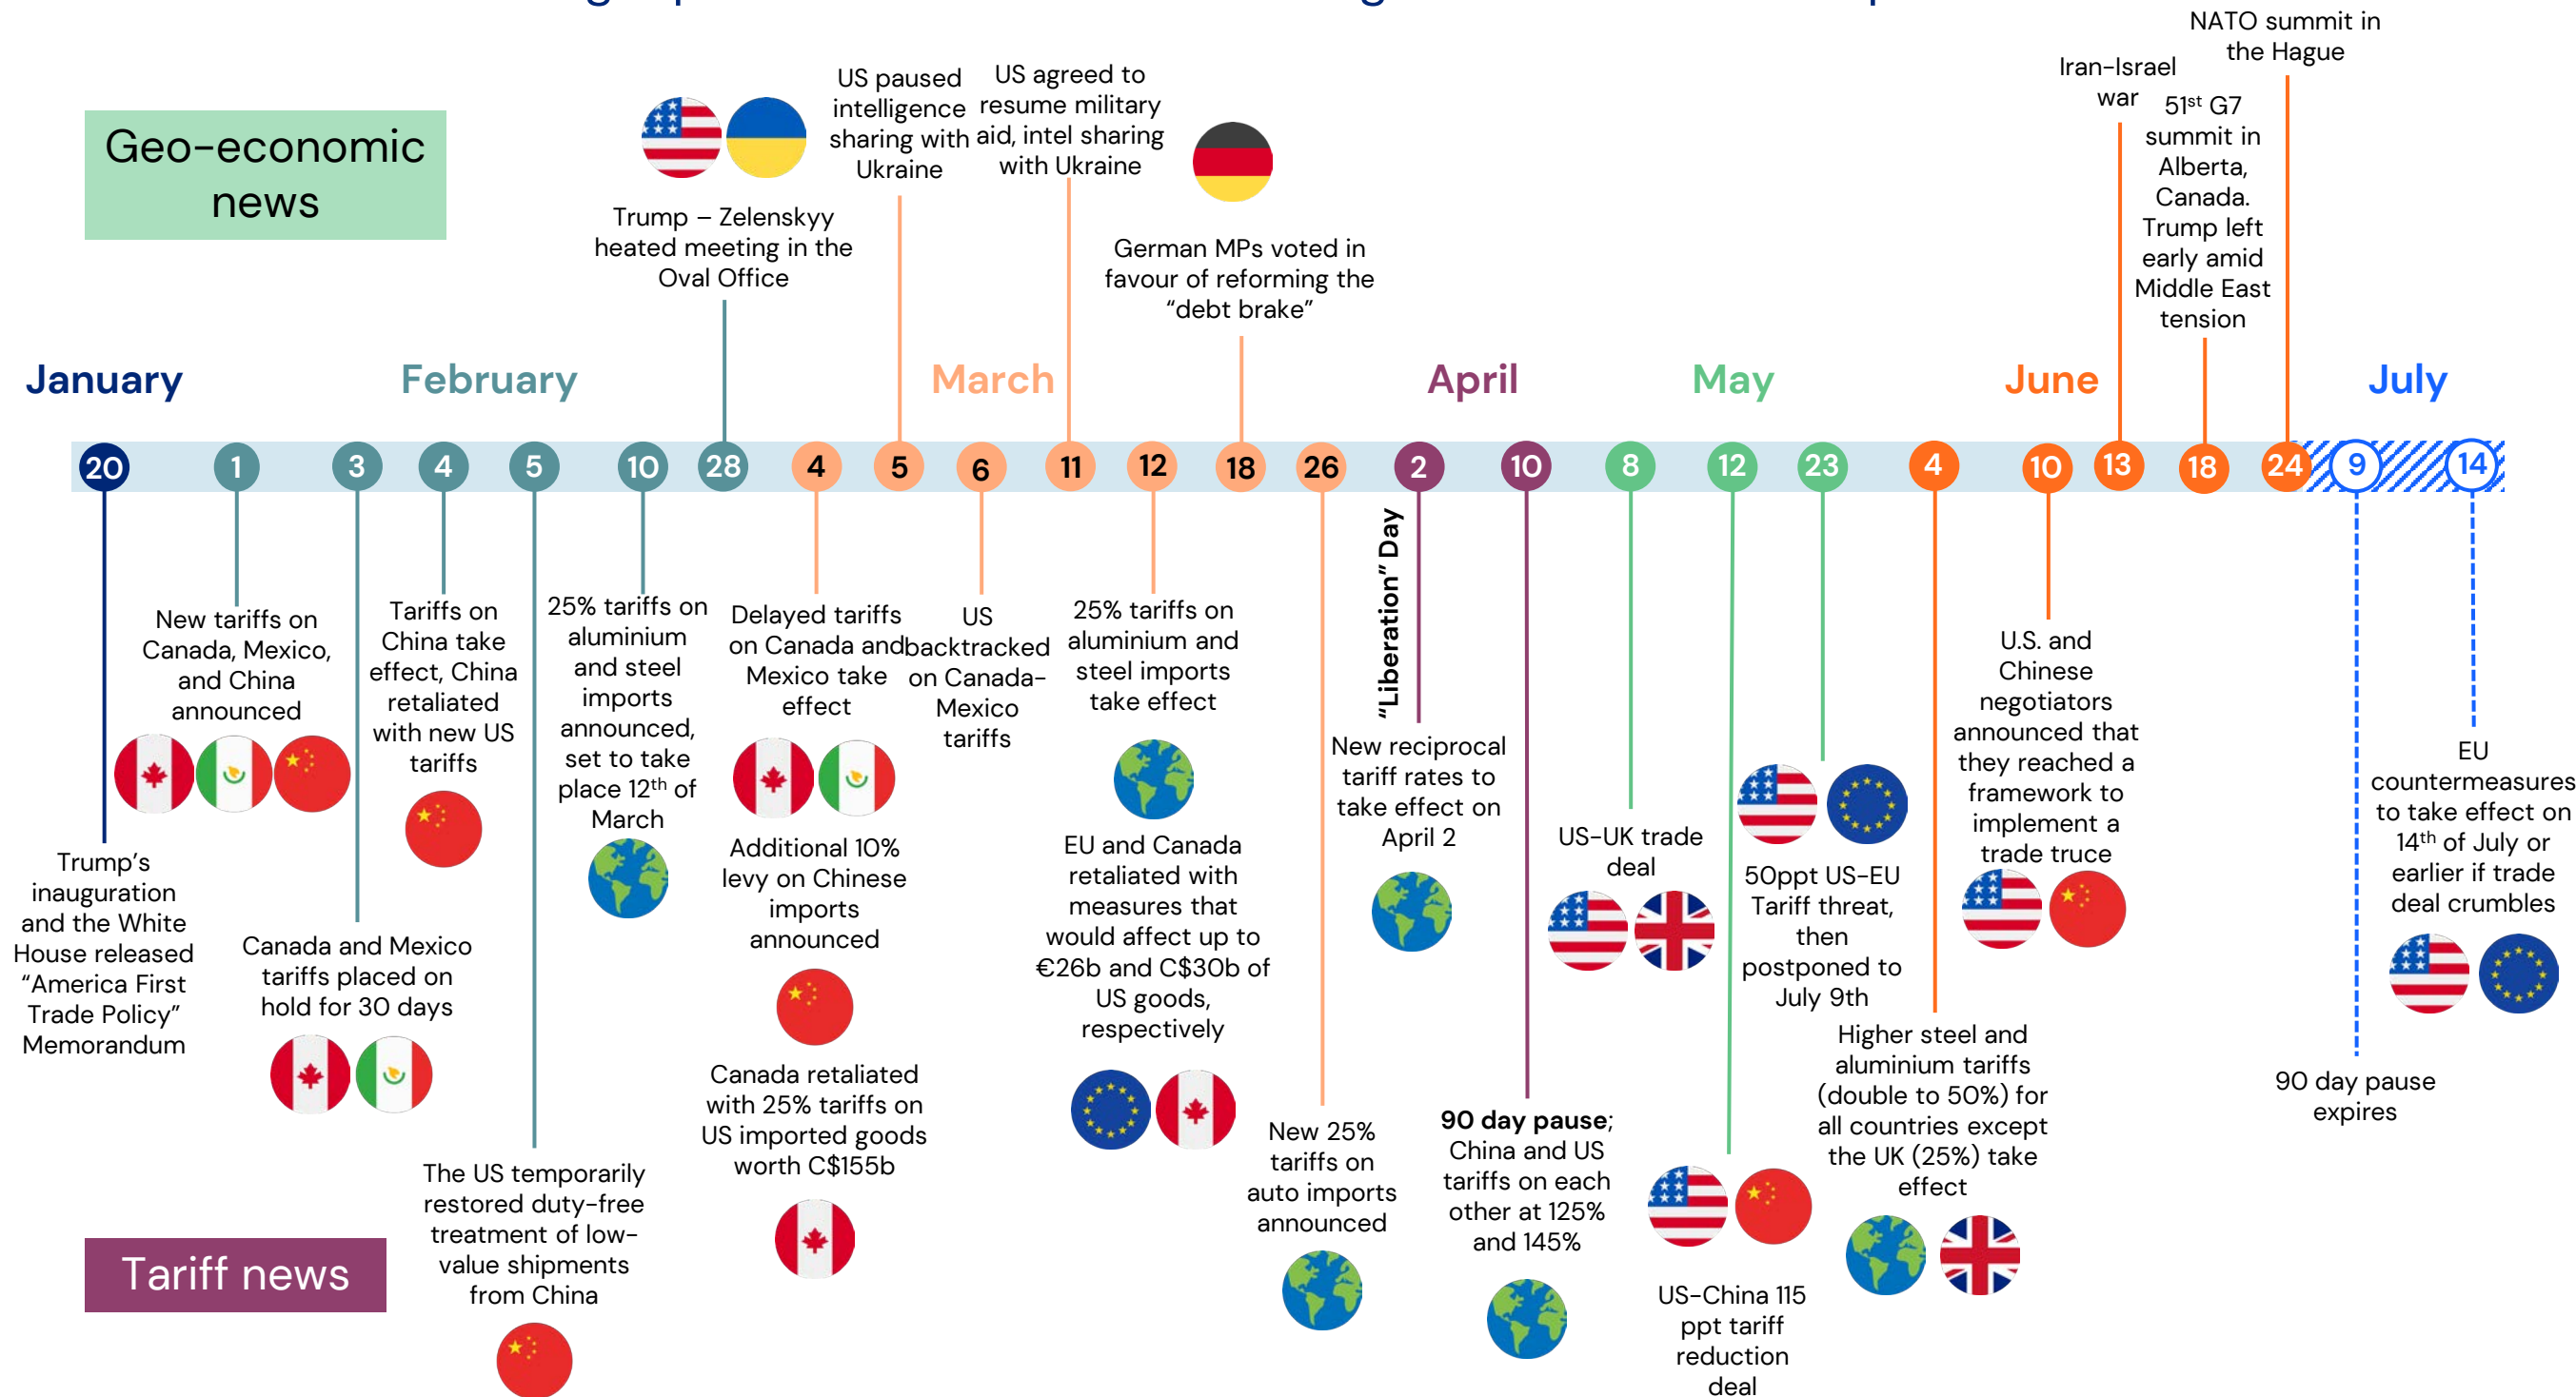 NATO summit in
the Hague
Iran-Israel
war
51st G7
summit in
Alberta,
Canada.
Trump left
early amid
Middle East
tension
US paused
intelligence
sharing with
Ukraine
US agreed to
resume military
aid, intel sharing
with Ukraine
Geo-economic
news
Trump – Zelenskyy
heated meeting in the
Oval Office
German MPs voted in
favour of reforming the
“debt brake”
January
February
March
April
May
June
July
20
1
3
4
5
10
28
4
5
6
11
12
18
26
2
10
8
12
23
4
10
13
18
24
9
14
Trump’s
inauguration
and the White
House released
“America First
Trade Policy”
Memorandum
New tariffs on
Canada, Mexico,
and China
announced
Canada and Mexico
tariffs placed on
hold for 30 days
Tariffs on
China take
effect, China
retaliated
with new US
tariffs
The US temporarily
restored duty-free
treatment of low-
value shipments
from China
25% tariffs on
aluminium
and steel
imports
announced,
set to take
place 12th of
March
Delayed tariffs
on Canada and
Mexico take
effect
Additional 10%
levy on Chinese
imports
announced
Canada retaliated
with 25% tariffs on
US imported goods
worth C$155b
US
backtracked
on Canada-
Mexico
tariffs
25% tariffs on
aluminium and
steel imports
take effect
EU and Canada
retaliated with
measures that
would affect up to
€26b and C$30b of
US goods,
respectively
New 25%
tariffs on
auto imports
announced
“Liberation” Day
New reciprocal
tariff rates to
take effect on
April 2
90 day pause;
China and US
tariffs on each
other at 125%
and 145%
US-UK trade
deal
US-China 115
ppt tariff
reduction
deal
50ppt US-EU
Tariff threat,
then
postponed to
July 9th
Higher steel and
aluminium tariffs
(double to 50%) for
all countries except
the UK (25%) take
effect
U.S. and
Chinese
negotiators
announced that
they reached a
framework to
implement a
trade truce
90 day pause
expires
EU
countermeasures
to take effect on
14th of July or
earlier if trade
deal crumbles
Tariff news